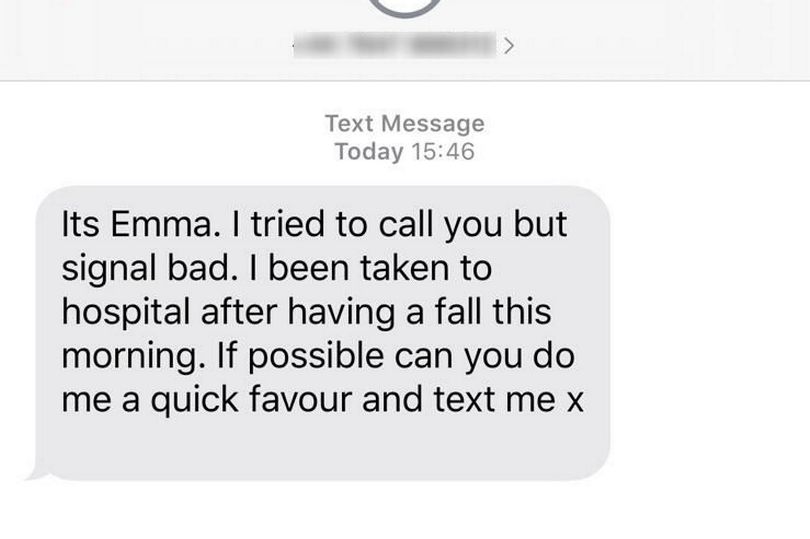 Text Message
Today 15:46
Its Emma. I tried to call you but
signal bad. I been taken to
hospital after having a fall this
morning. If possible can you do
me a quick favour and text me x